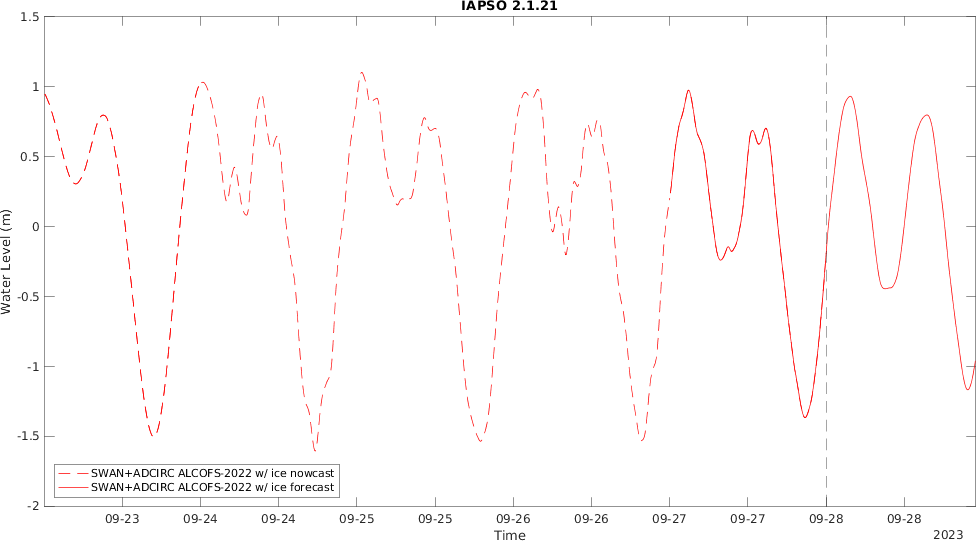 IAPSO 2.1.21
1.5
1
0.5
0
-0.5
-1
-1.5
-2
Water Level (m)
SWAN+ADCIRC ALCOFS-2022 w/ ice nowcast
SWAN+ADCIRC ALCOFS-2022 w/ ice forecast
09-23 09-24 09-24 09-25 09-25 09-26 09-26 09-27 09-27 09-28 09-28
Time
2023